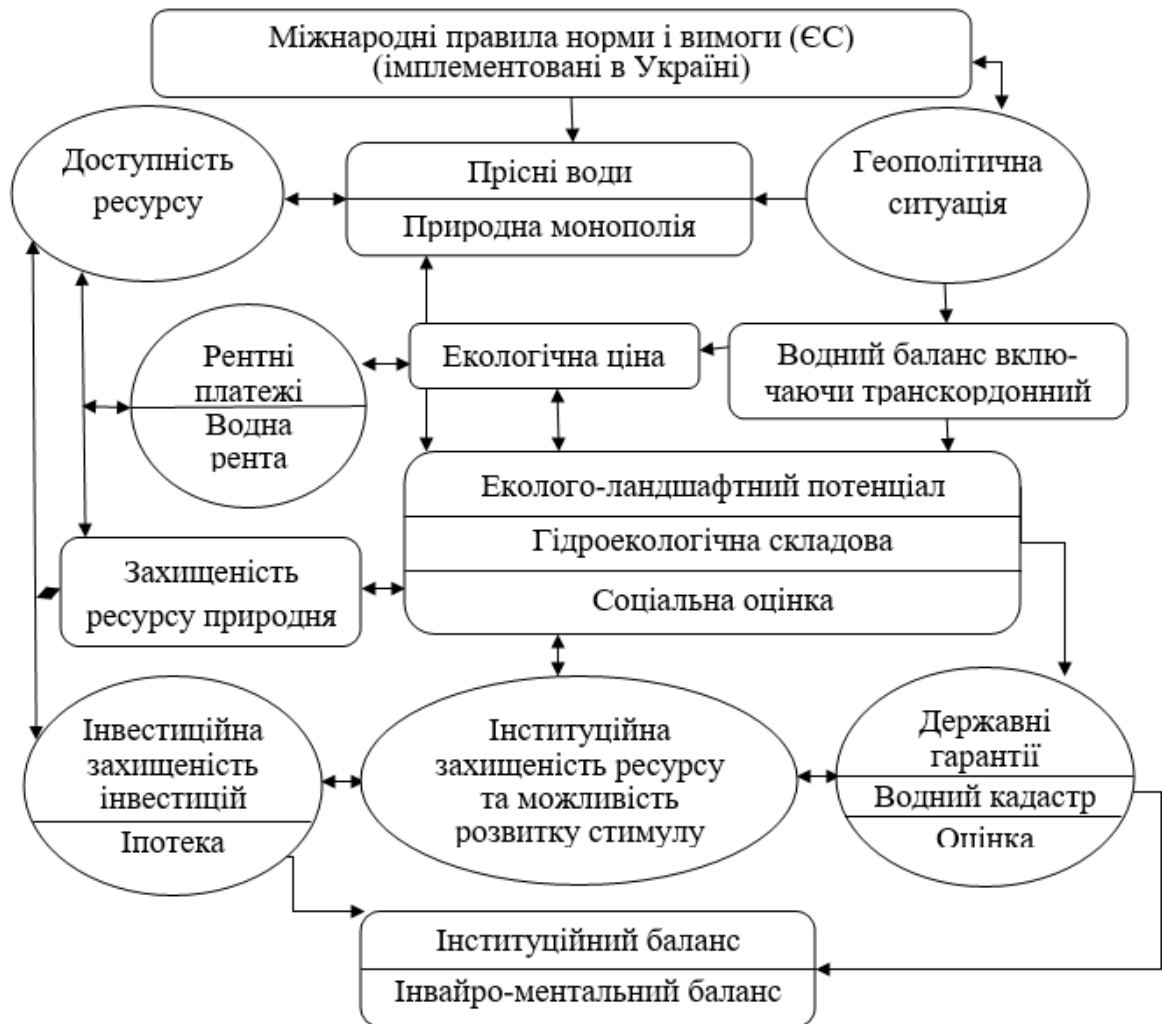 Міжнародні правила норми і вимоги (ЄС)
(імплементовані в Україні)
Доступність
ресурсу
Прісні води
Природна монополія
Геополітична
ситуація
Рентні
платежі
Водна
рента
Екологічна ціна
Водний баланс вклю-
чаючи транскордонний
Еколого-ландшафтний потенціал
Гідроекологічна складова
Соціальна оцінка
Захищеність
ресурсу природня
Інвестиційна
захищеність
інвестицій
Іпотека
Інституційна
захищеність ресурсу
та можливість
розвитку стимулу
Державні
гарантії
Водний кадастр
Оцінка
Інституційний баланс
Інвайро-ментальний баланс